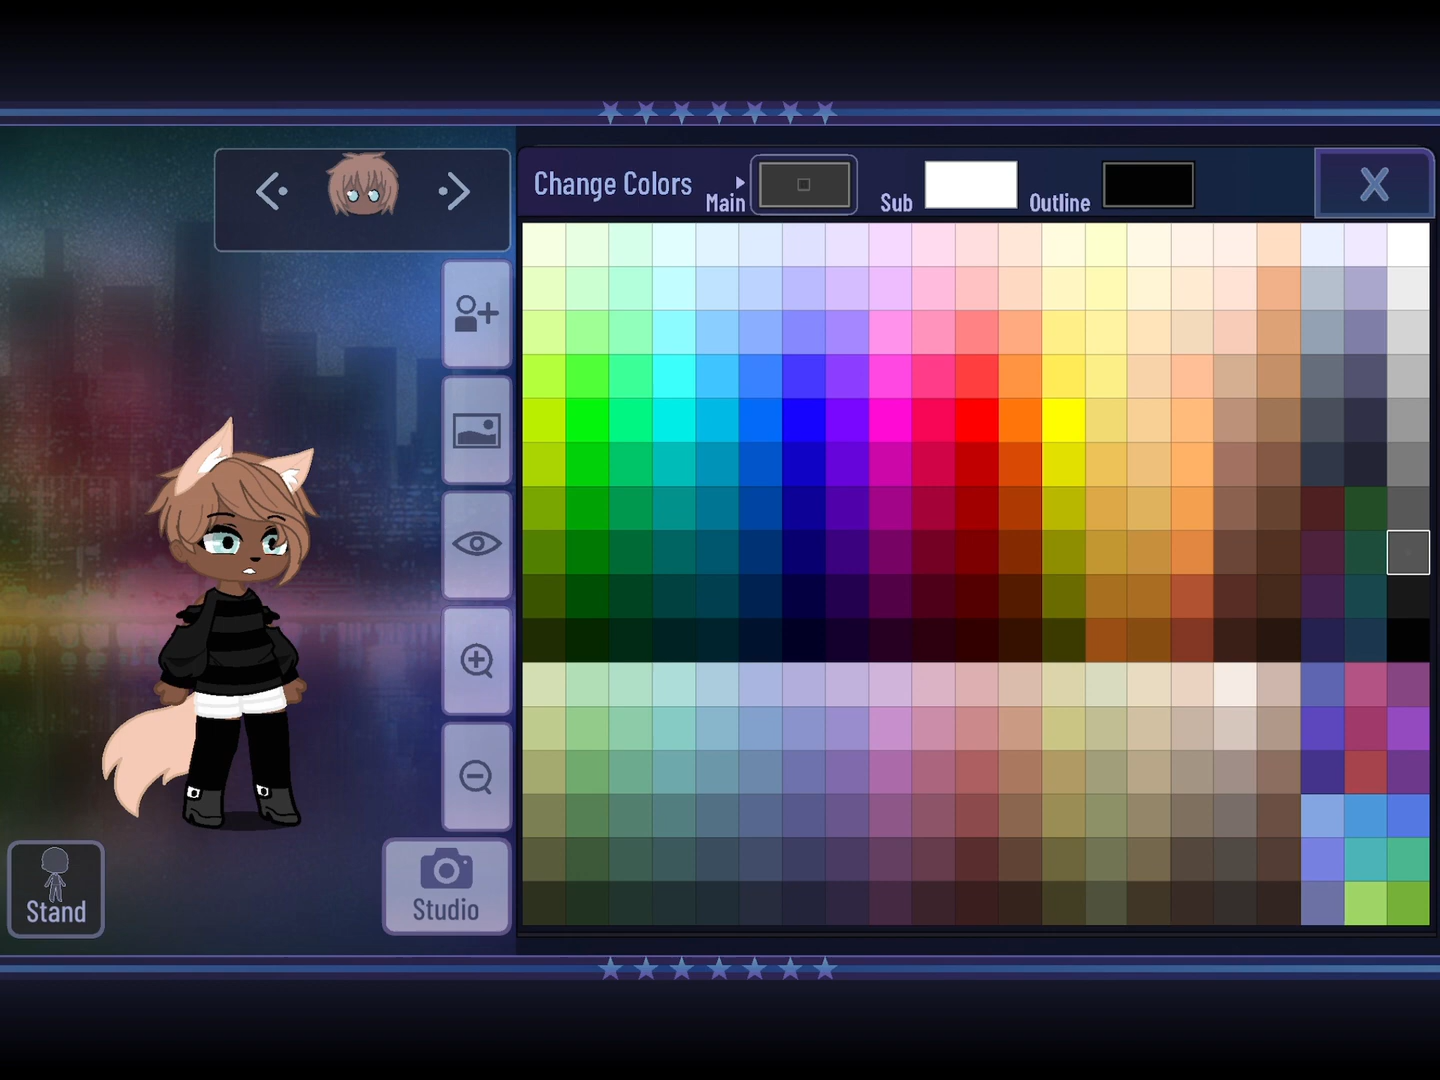 Change Colors
Main
Sub
Outline
X
Stand
Studio